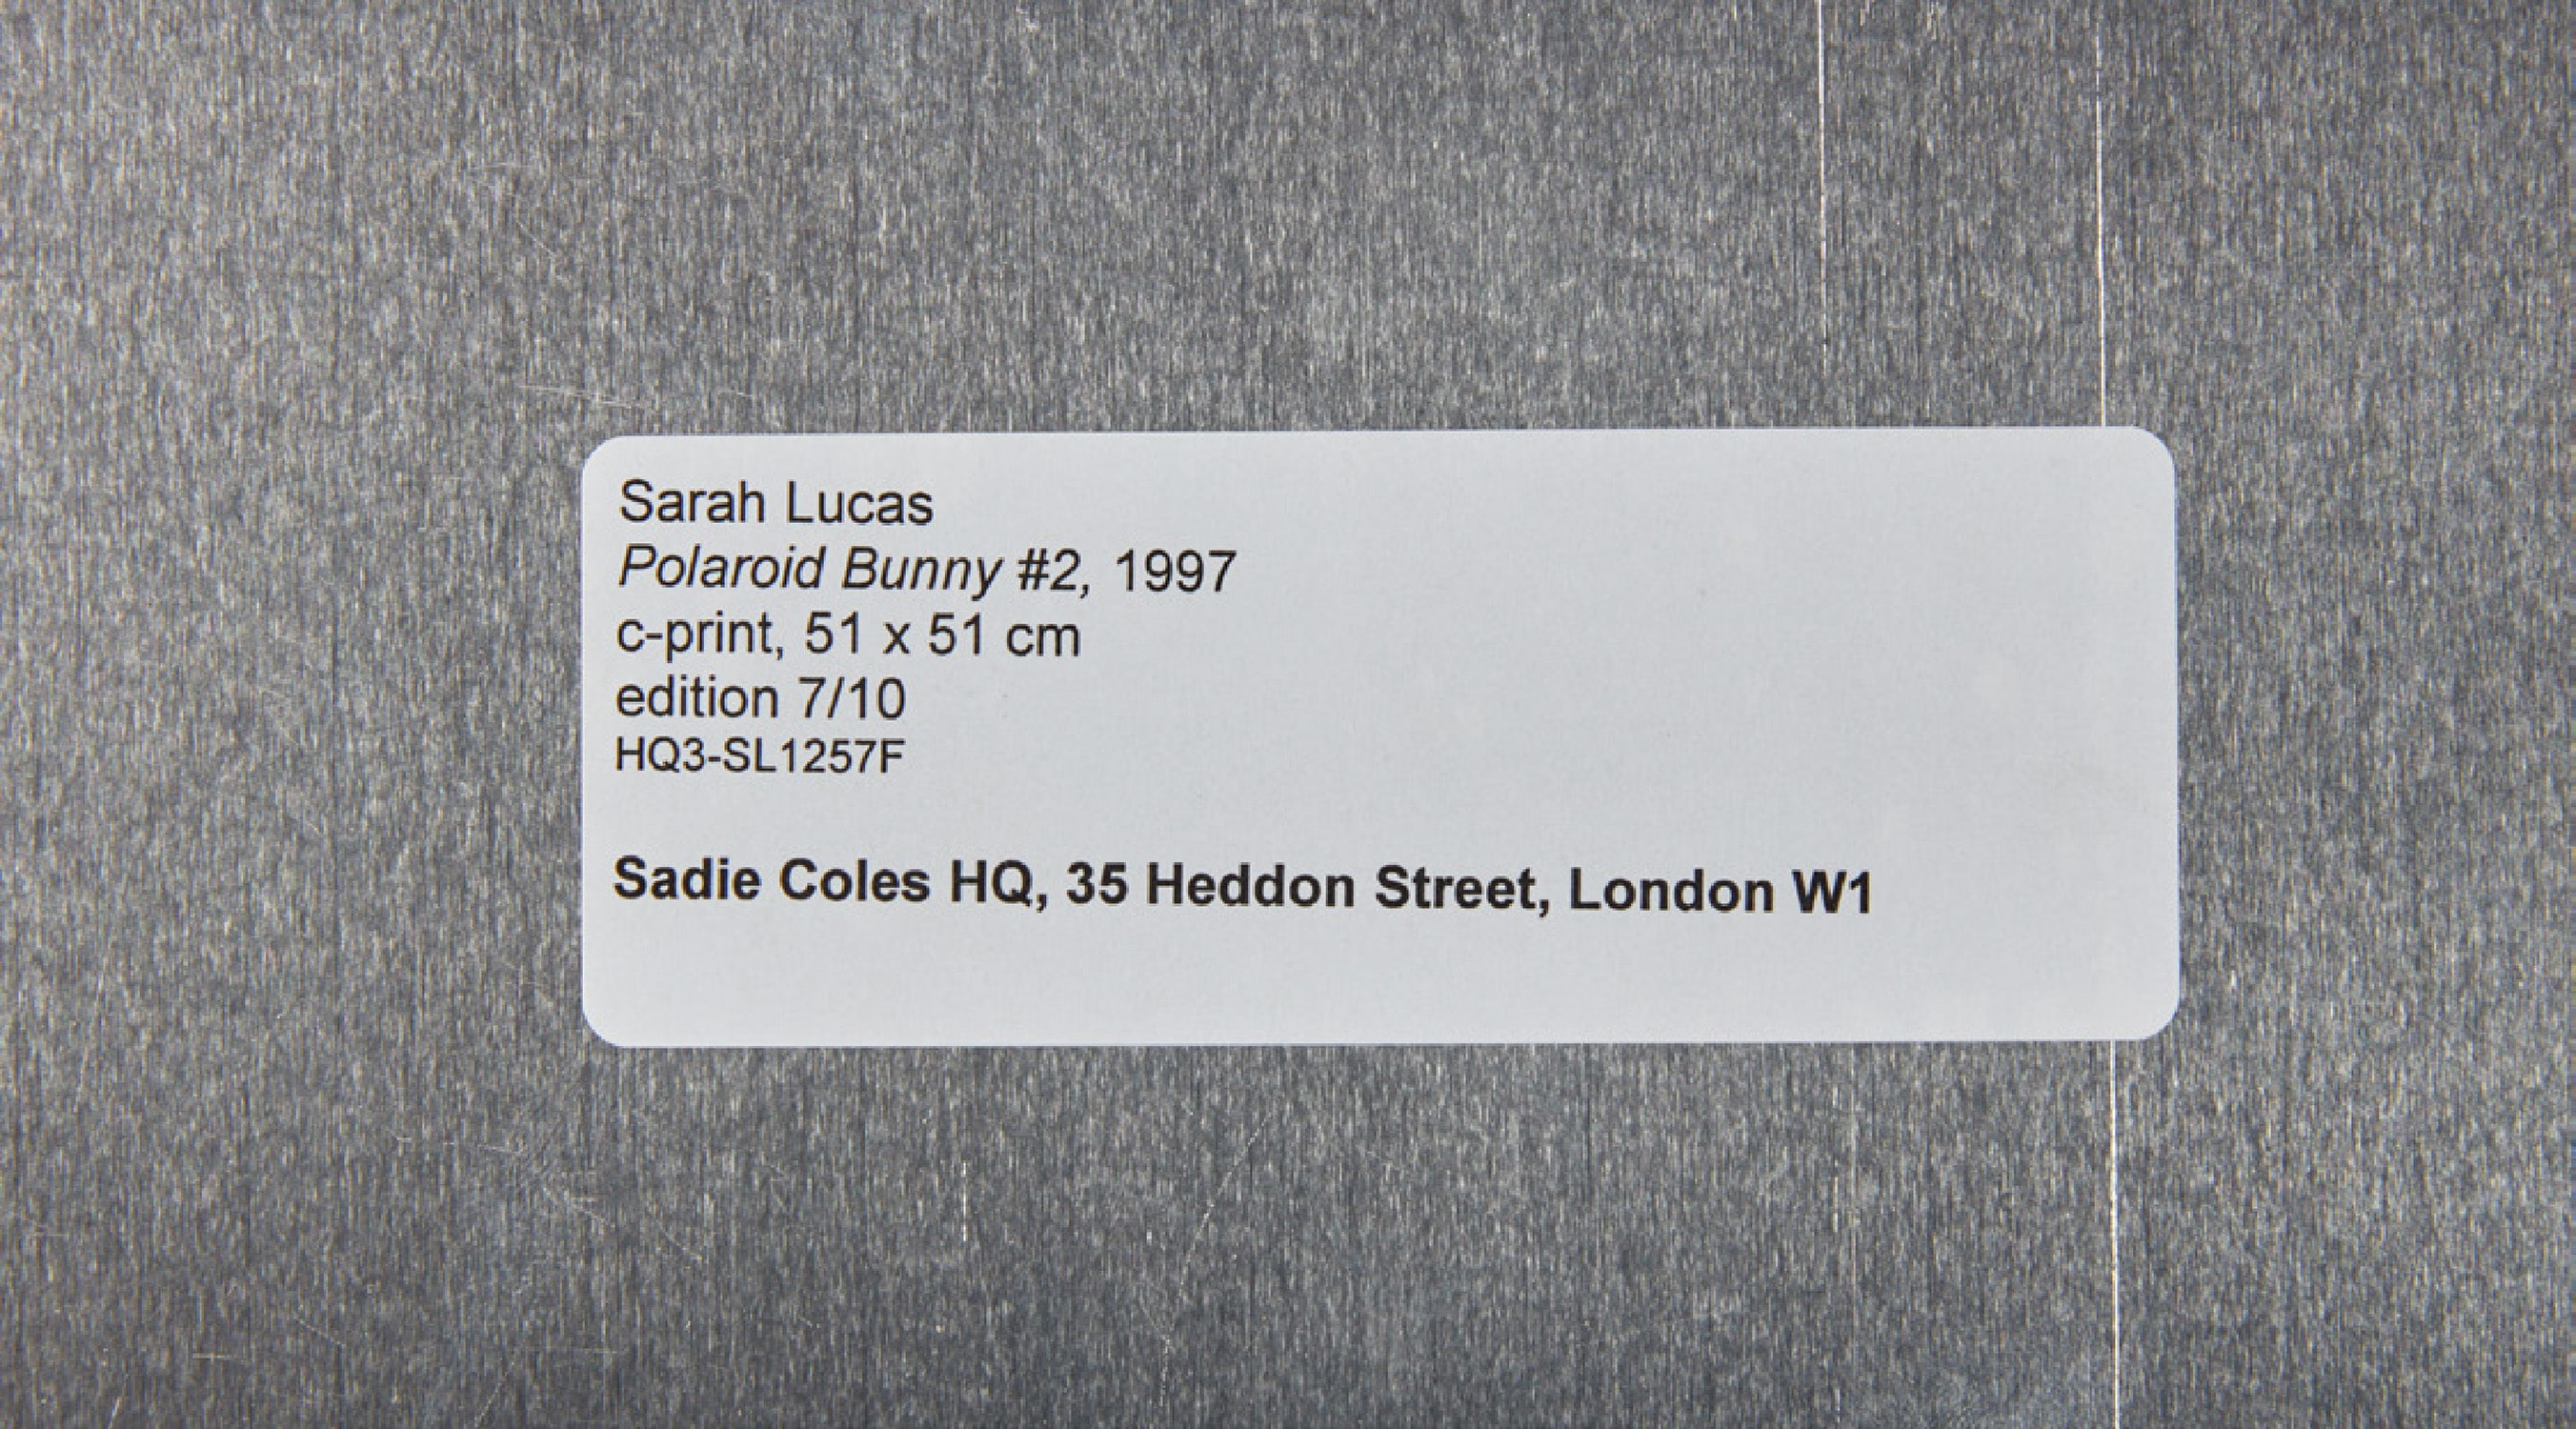 Sarah Lucas
Polaroid Bunny #2, 1997
c-print, 51 x 51 cm
edition 7/10
HQ3-SL1257F
Sadie Coles HQ, 35 Heddon Street, London W1